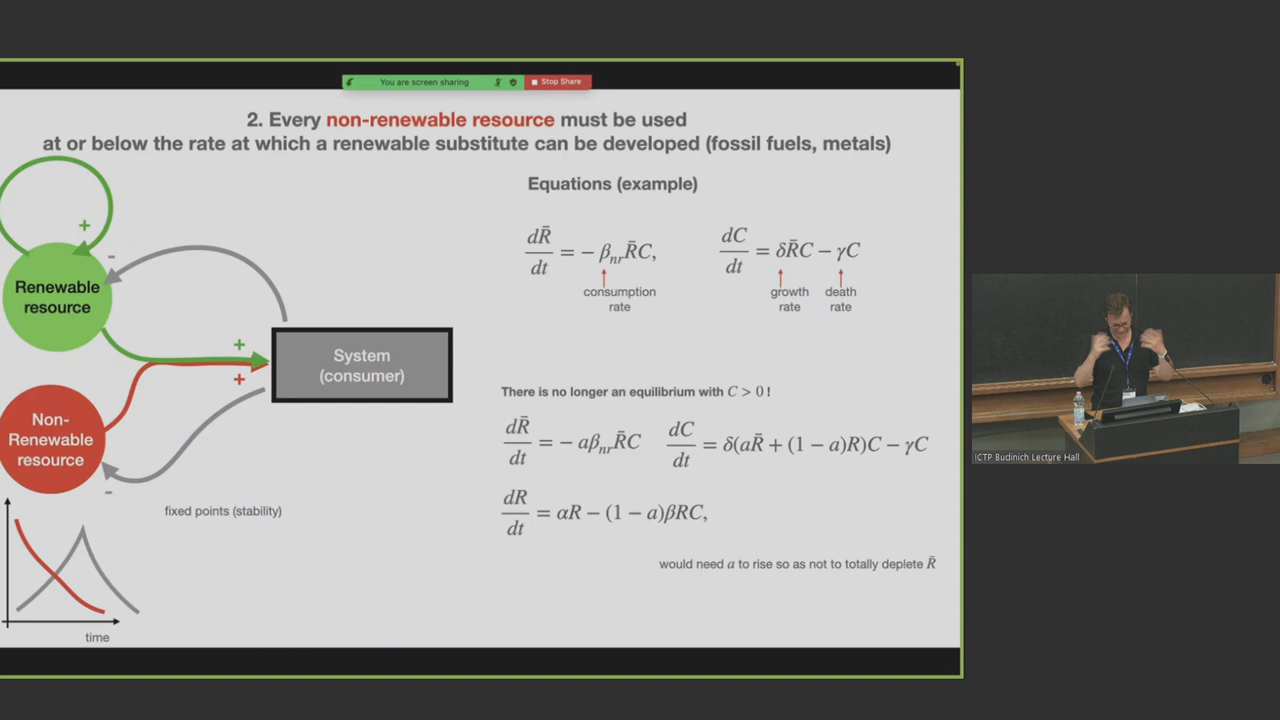 You are screen sharing
Stop Share
2. Every non-renewable resource must be used
at or below the rate at which a renewable substitute can be developed (fossil fuels, metals)
Equations (example)
dR̄/dt = − βₙᵣR̄C,
dC/dt = δR̄C − γC
consumption
rate
growth
rate
death
rate
+
-
Renewable
resource
+
+
System
(consumer)
Non-
Renewable
resource
-
There is no longer an equilibrium with C > 0 !
dR̄/dt = − aβₙᵣR̄C
dC/dt = δ(aR̄ + (1 − a)R)C − γC
dR/dt = αR − (1 − a)βRC,
fixed points (stability)
would need a to rise so as not to totally deplete R̄
time
ICTP Budinich Lecture Hall